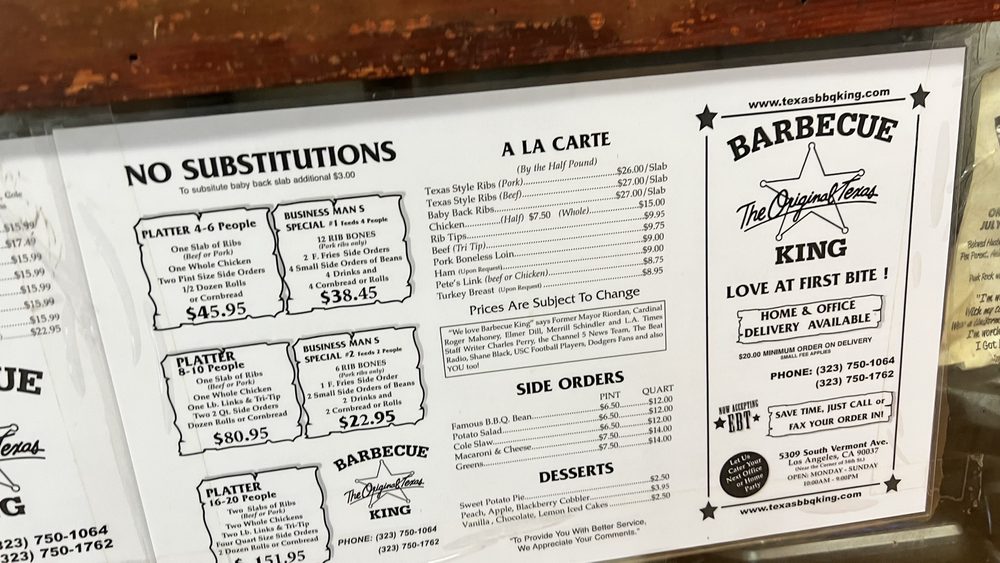 Cole
$15.99
$17.49
$15.99
$15.99
$15.99
$15.99
$22.95
UE
Texas
G
323) 750-1064
323) 750-1762
NO SUBSTITUTIONS
To subsitute baby back slab additional $3.00
PLATTER 4-6 People
One Slab of Ribs
(Beef or Pork)
One Whole Chicken
Two Pint Size Side Orders
1/2 Dozen Rolls
or Cornbread
$45.95
BUSINESS MAN S
SPECIAL #1 feeds 4 People
12 RIB BONES
(Pork ribs only)
2 F. Fries Side Orders
4 Small Side Orders of Beans
4 Drinks and
4 Cornbread or Rolls
$38.45
PLATTER
8-10 People
One Slab of Ribs
(Beef or Pork)
One Whole Chicken
One Lb. Links & Tri-Tip
Two 2 Qt. Side Orders
Dozen Rolls or Cornbread
$80.95
BUSINESS MAN S
SPECIAL #2 feeds 2 People
6 RIB BONES
(Pork ribs only)
1 F. Fries Side Order
2 Small Side Orders of Beans
2 Drinks and
2 Cornbread or Rolls
$22.95
PLATTER
16-20 People
Two Slabs of Ribs
(Beef or Pork)
Two Whole Chickens
Two Lb. Links & Tri-Tip
Four Quart Size Side Orders
2 Dozen Rolls or Cornbread
$151.95
BARBECUE
The Original Texas
KING
PHONE: (323) 750-1064
(323) 750-1762
A LA CARTE
(By the Half Pound)
Texas Style Ribs (Pork)..........$26.00/Slab
Texas Style Ribs (Beef)..........$27.00/Slab
Baby Back Ribs..........$27.00/Slab
Chicken..........(Half) $7.50 (Whole)..........$15.00
Rib Tips..........$9.95
Beef (Tri Tip)..........$9.75
Pork Boneless Loin..........$9.00
Ham (Upon Request)..........$9.00
Pete's Link (beef or Chicken)..........$8.75
Turkey Breast (Upon Request)..........$8.95
Prices Are Subject To Change
"We love Barbecue King" says Former Mayor Riordan, Cardinal
Roger Mahoney, Elmer Dill, Merrill Schindler and L.A. Times
Staff Writer Charles Perry, the Channel 5 News Team, The Beat
Radio, Shane Black, USC Football Players, Dodgers Fans and also
YOU too!
SIDE ORDERS
PINT QUART
Famous B.B.Q. Bean..........$6.50..........$12.00
Potato Salad..........$6.50..........$12.00
Cole Slaw..........$6.50..........$12.00
Macaroni & Cheese..........$7.50..........$14.00
Greens..........$7.50..........$14.00
DESSERTS
Sweet Potato Pie..........$2.50
Peach, Apple, Blackberry Cobbler..........$3.95
Vanilla, Chocolate, Lemon Iced Cakes..........$2.50
"To Provide You With Better Service,
We Appreciate Your Comments."
www.texasbbqking.com
BARBECUE
The Original Texas
KING
LOVE AT FIRST BITE !
HOME & OFFICE
DELIVERY AVAILABLE
$20.00 MINIMUM ORDER ON DELIVERY
SMALL FEE APPLIES
PHONE: (323) 750-1064
(323) 750-1762
NOW ACCEPTING
EBT
SAVE TIME, JUST CALL or
FAX YOUR ORDER IN!
Let Us
Cater Your
Next Office
or Home
Party
5309 South Vermont Ave.
Los Angeles, CA 90037
(Near the Corner of 54th St.)
OPEN: MONDAY - SUNDAY
10:00AM - 9:00PM
www.texasbbqking.com